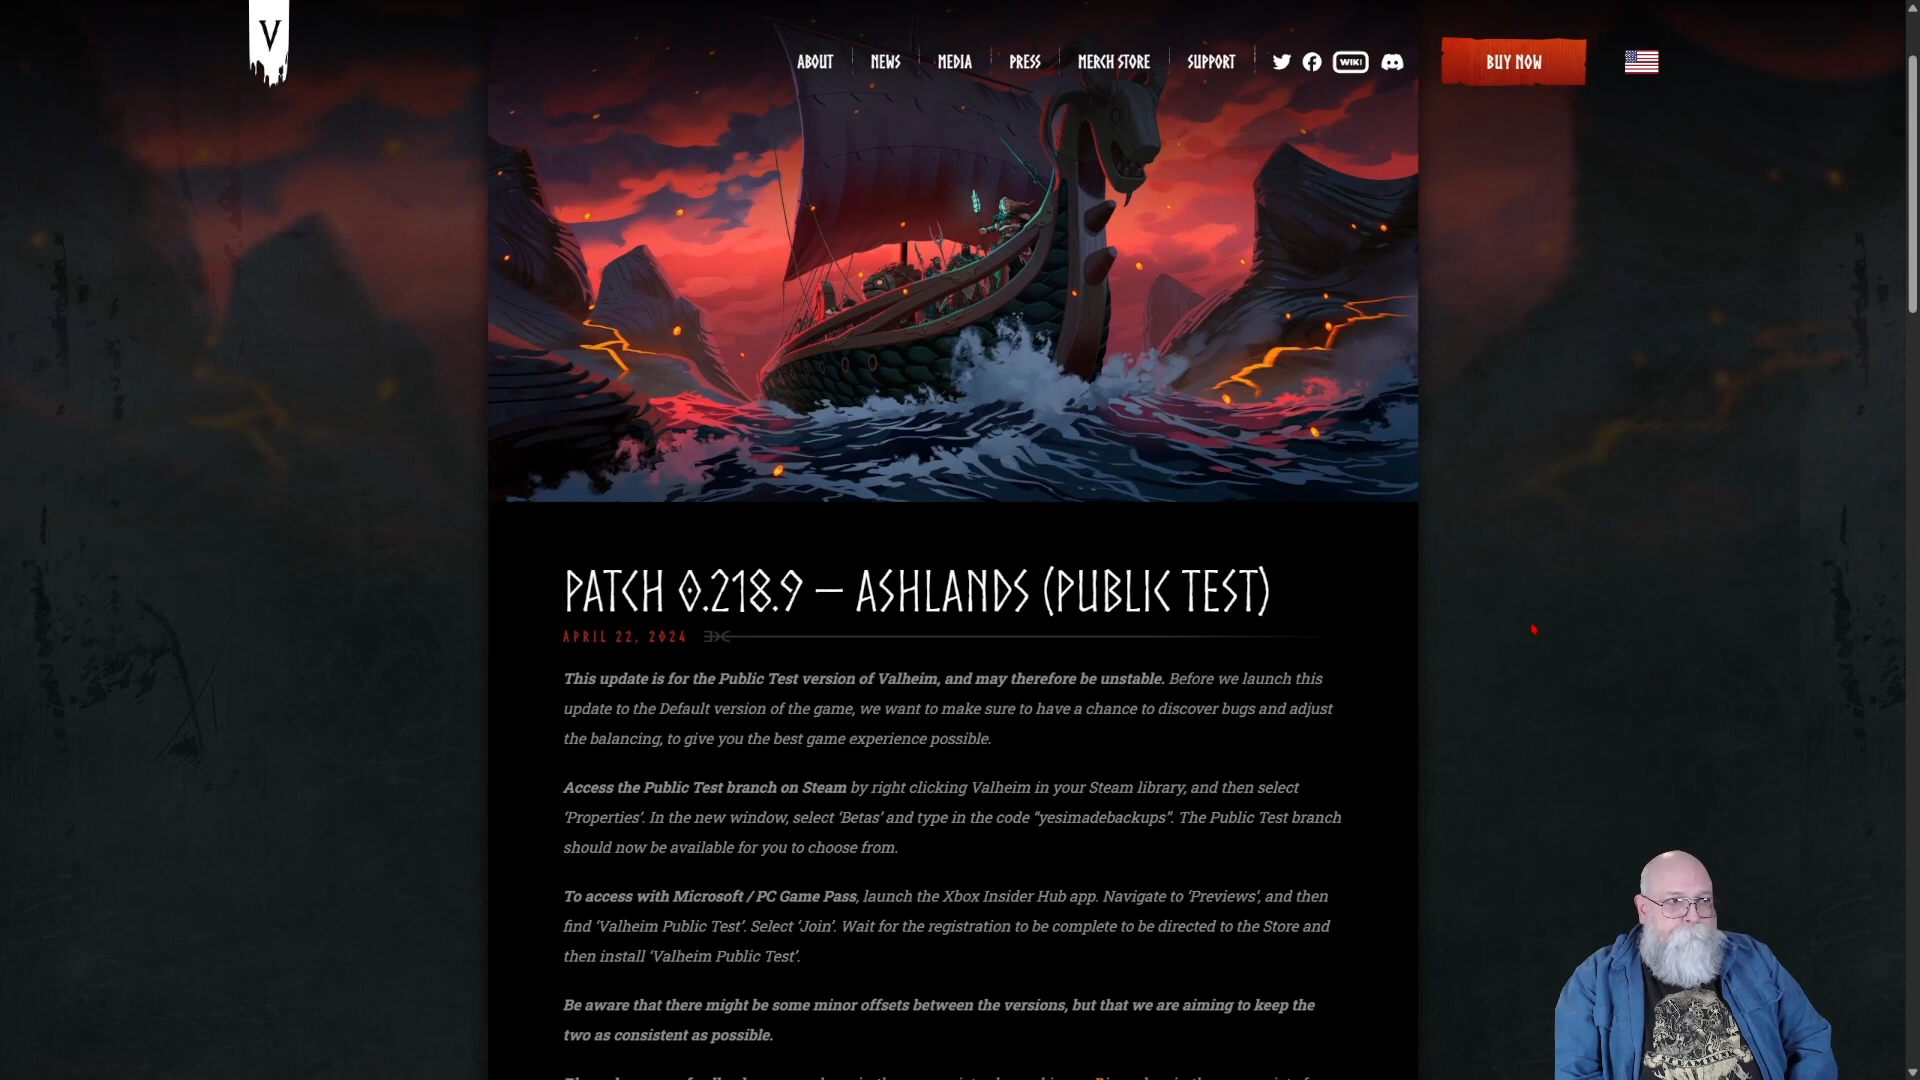 V
ABOUT NEWS MEDIA PRESS MERCH STORE SUPPORT WIKI BUY NOW
PATCH 0.218.9 – ASHLANDS (PUBLIC TEST)
APRIL 22, 2024
This update is for the Public Test version of Valheim, and may therefore be unstable. Before we launch this
update to the Default version of the game, we want to make sure to have a chance to discover bugs and adjust
the balancing, to give you the best game experience possible.
Access the Public Test branch on Steam by right clicking Valheim in your Steam library, and then select
‘Properties’. In the new window, select ‘Betas’ and type in the code “yesimadebackups”. The Public Test branch
should now be available for you to choose from.
To access with Microsoft / PC Game Pass, launch the Xbox Insider Hub app. Navigate to ‘Previews’, and then
find ‘Valheim Public Test’. Select ‘Join’. Wait for the registration to be complete to be directed to the Store and
then install ‘Valheim Public Test’.
Be aware that there might be some minor offsets between the versions, but that we are aiming to keep the
two as consistent as possible.